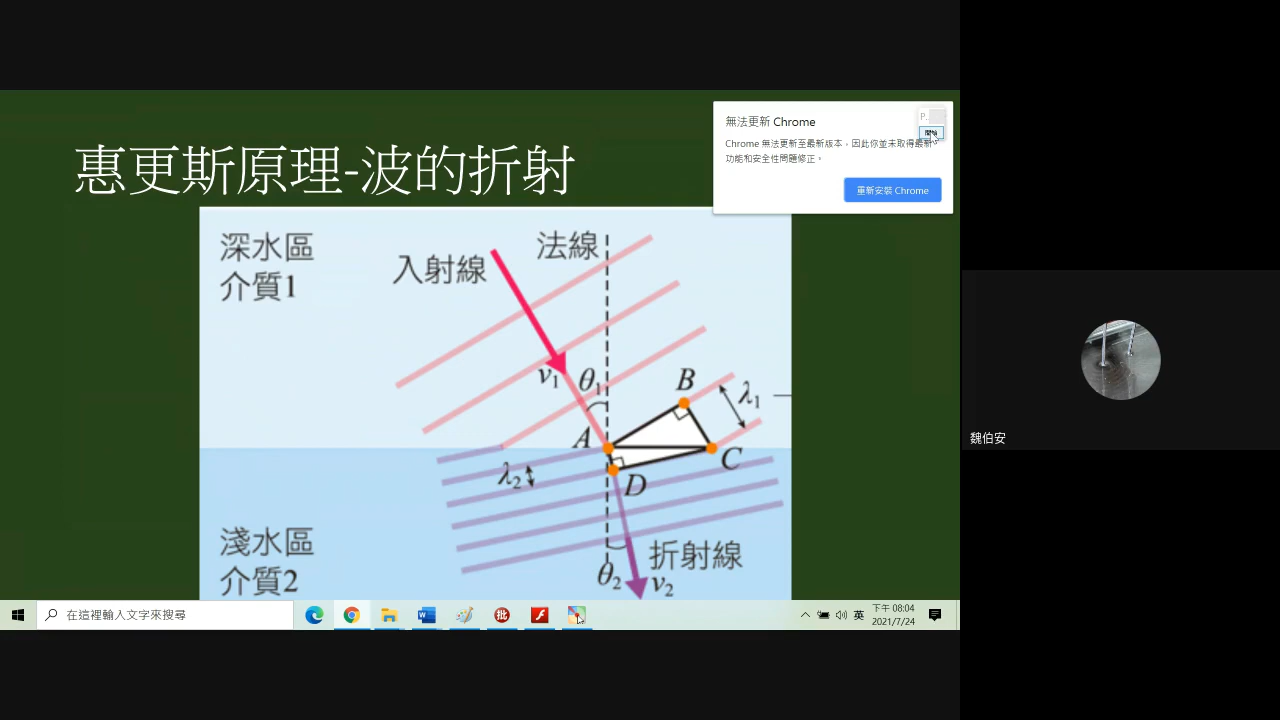 惠更斯原理-波的折射
無法更新 Chrome
Chrome 無法更新至最新版本，因此你並未取得最新
功能和安全性問題修正。
重新安裝 Chrome
深水區
介質1
入射線
法線
v₁
θ₁
B
λ₁
A
C
λ₂
D
淺水區
介質2
折射線
θ₂
v₂
魏伯安
在這裡輸入文字來搜尋
批
英
下午 08:04
2021/7/24